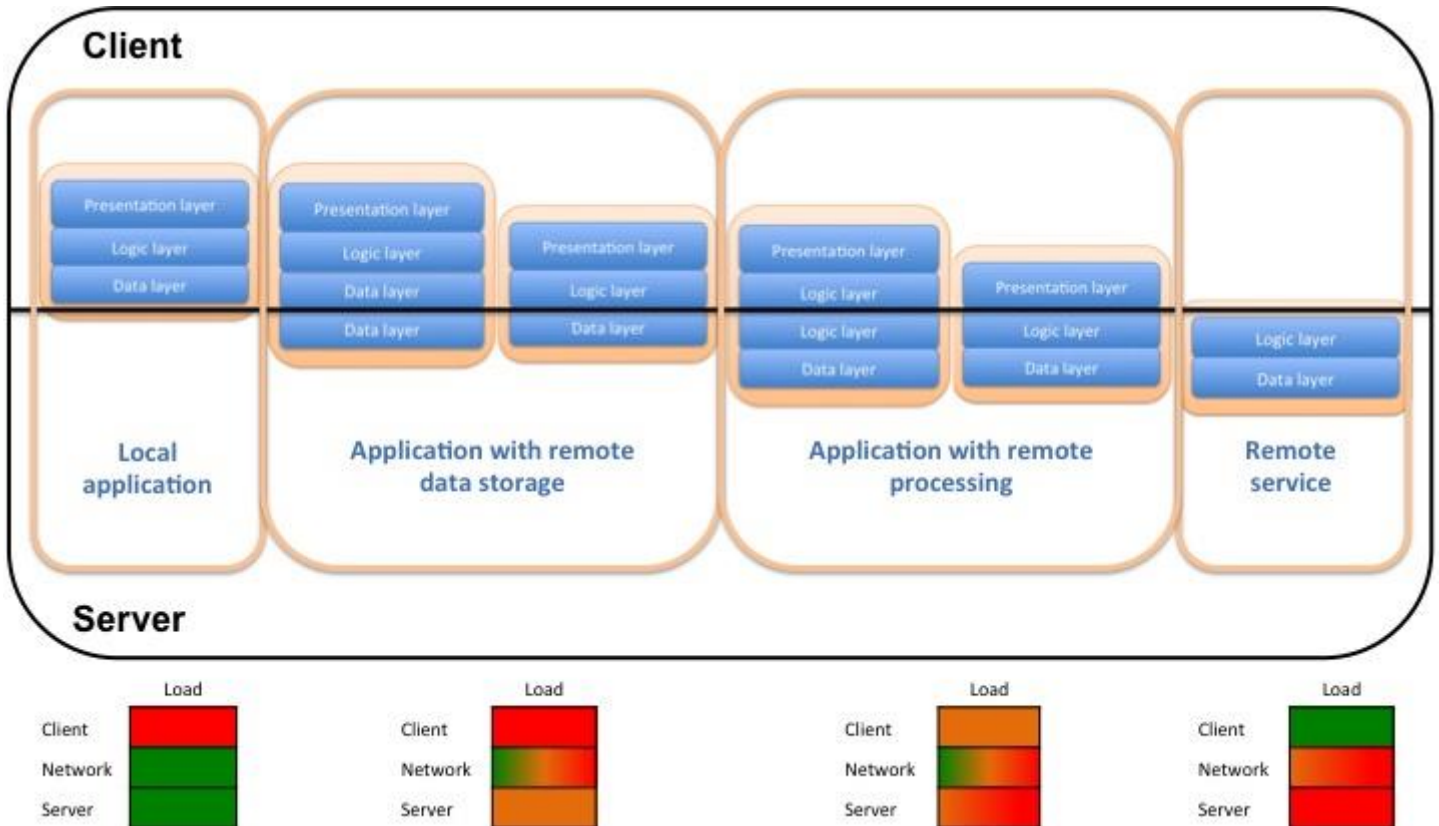 Client
Presentation layer
Logic layer
Data layer
Presentation layer
Logic layer
Data layer
Data layer
Presentation layer
Logic layer
Data layer
Presentation layer
Logic layer
Logic layer
Data layer
Presentation layer
Logic layer
Data layer
Logic layer
Data layer
Local
application
Application with remote
data storage
Application with remote
processing
Remote
service
Server
Load
Client
Network
Server
Load
Client
Network
Server
Load
Client
Network
Server
Load
Client
Network
Server